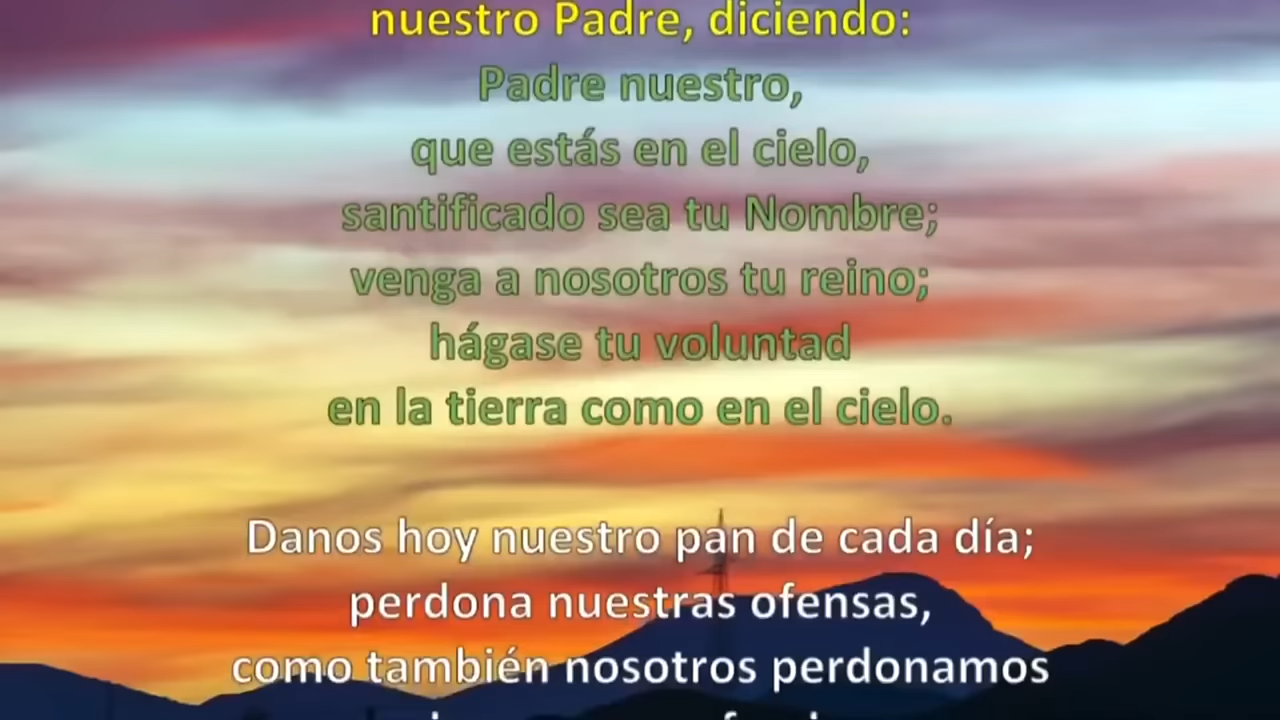 nuestro Padre, diciendo:
Padre nuestro,
que estás en el cielo,
santificado sea tu Nombre;
venga a nosotros tu reino;
hágase tu voluntad
en la tierra como en el cielo.
Danos hoy nuestro pan de cada día;
perdona nuestras ofensas,
como también nosotros perdonamos